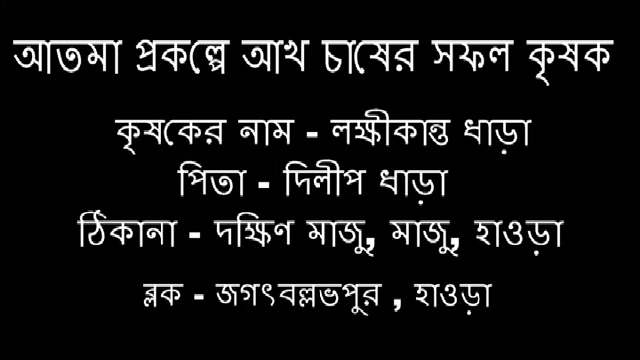 আতমা প্রকল্পে আখ চাষের সফল কৃষক
কৃষকের নাম - লক্ষীকান্ত ধাড়া
পিতা - দিলীপ ধাড়া
ঠিকানা - দক্ষিণ মাজু, মাজু, হাওড়া
ব্লক - জগৎবল্লভপুর , হাওড়া